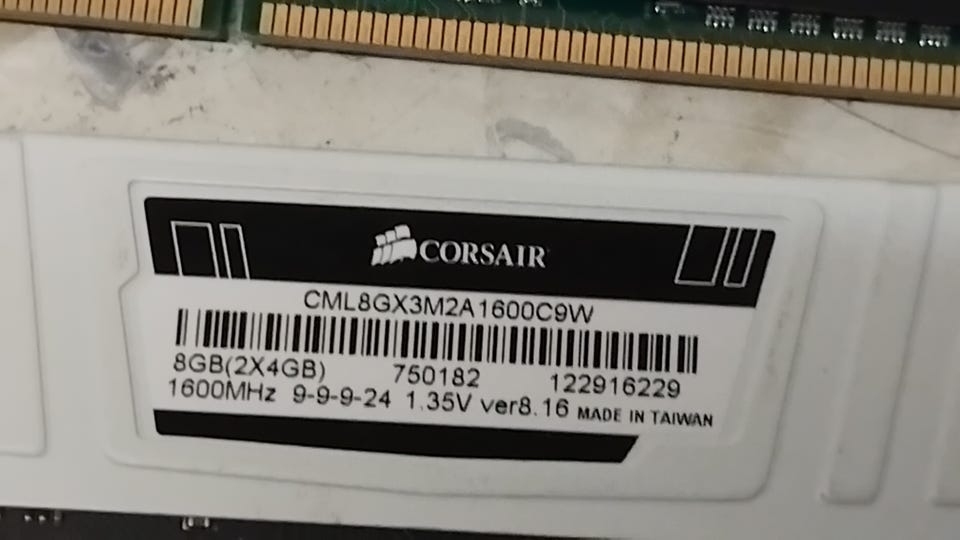 CORSAIR
CML8GX3M2A1600C9W
8GB(2X4GB) 750182 122916229
1600MHz 9-9-9-24 1.35V ver8.16 MADE IN TAIWAN